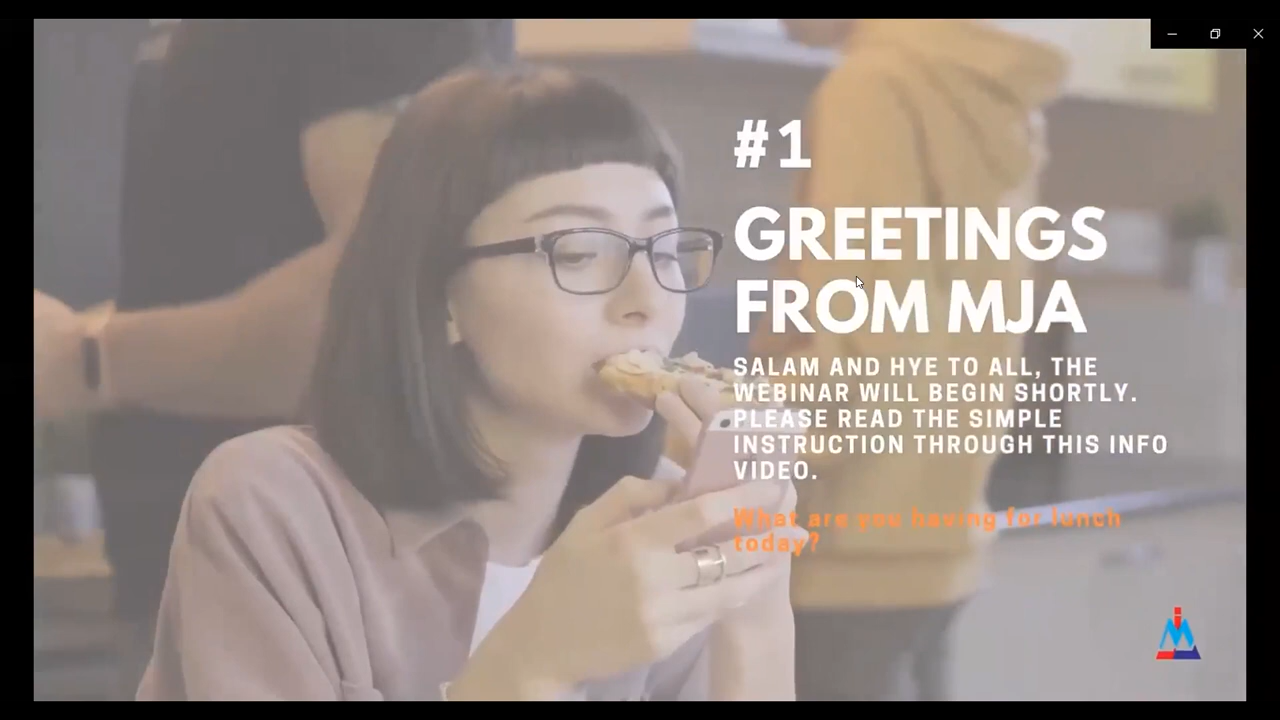 #1
GREETINGS
FROM MJA
SALAM AND HYE TO ALL, THE
WEBINAR WILL BEGIN SHORTLY.
PLEASE READ THE SIMPLE
INSTRUCTION THROUGH THIS INFO
VIDEO.
What are you having for lunch
today?